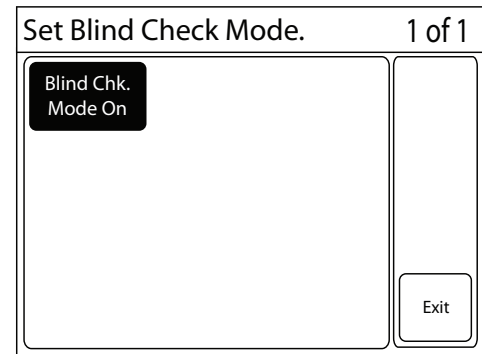 Set Blind Check Mode. 1 of 1
Blind Chk.
Mode On
Exit